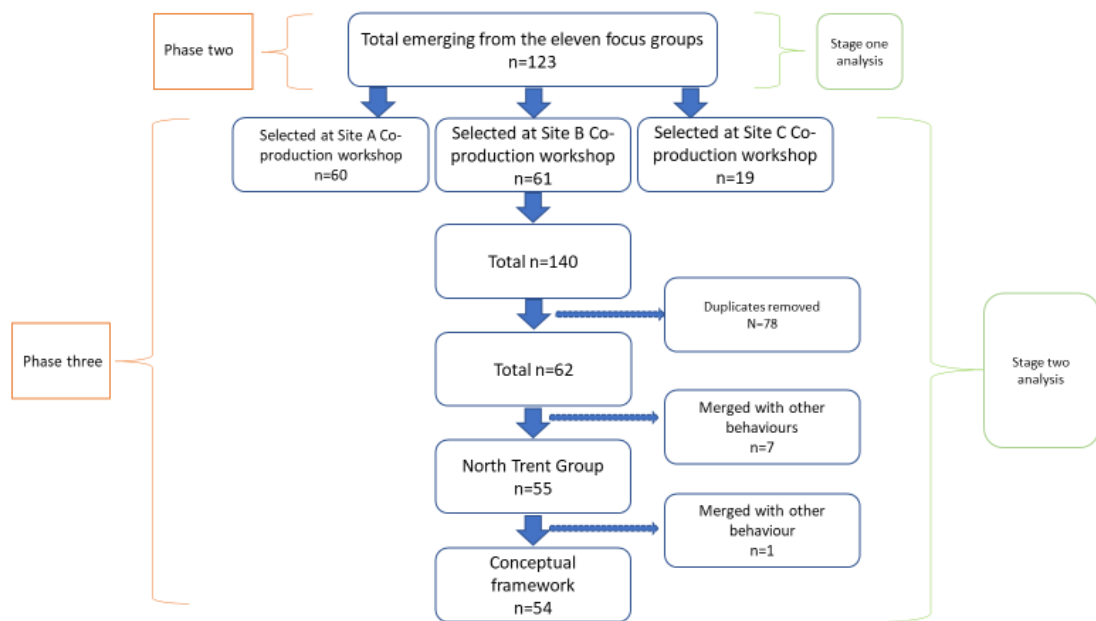 Phase two
Total emerging from the eleven focus groups
n=123
Stage one
analysis
Selected at Site A Co-
production workshop
n=60
Selected at Site B Co-
production workshop
n=61
Selected at Site C Co-
production workshop
n=19
Total n=140
Duplicates removed
N=78
Phase three
Total n=62
Stage two
analysis
Merged with other
behaviours
n=7
North Trent Group
n=55
Merged with other
behaviour
n=1
Conceptual
framework
n=54